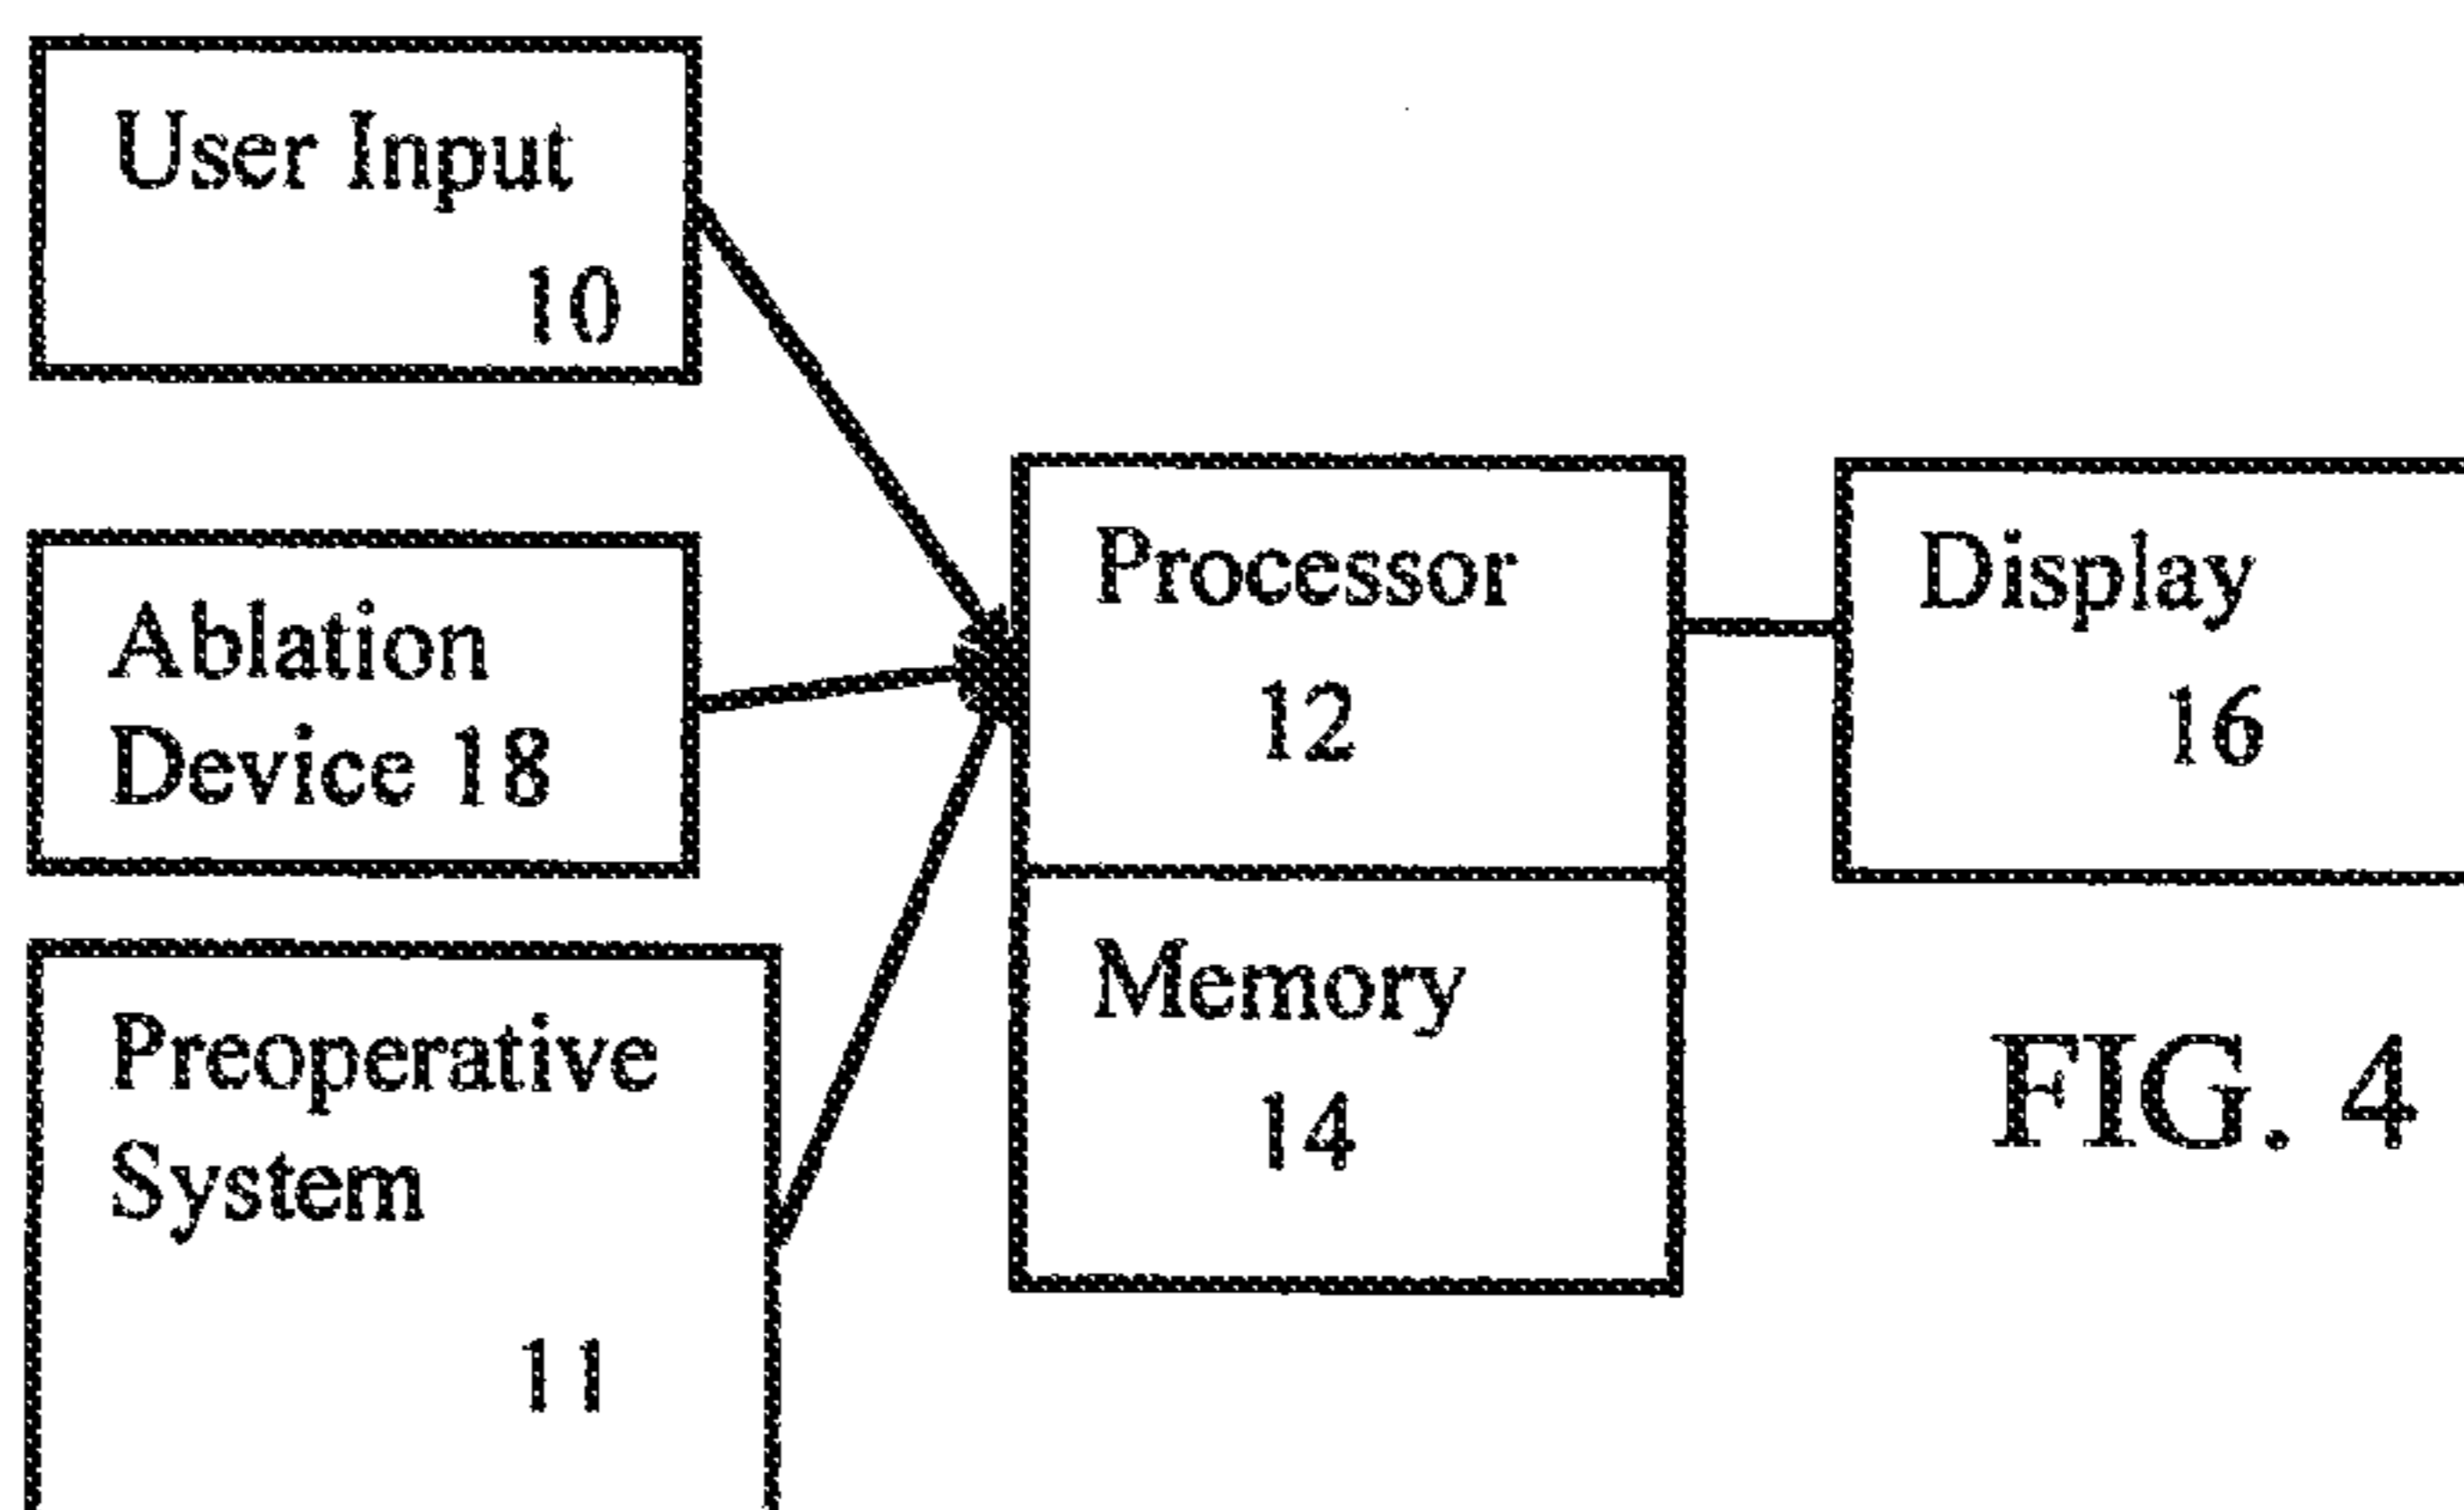 User Input
10
Ablation
Device 18
Preoperative
System
11
Processor
12
Memory
14
Display
16
FIG. 4